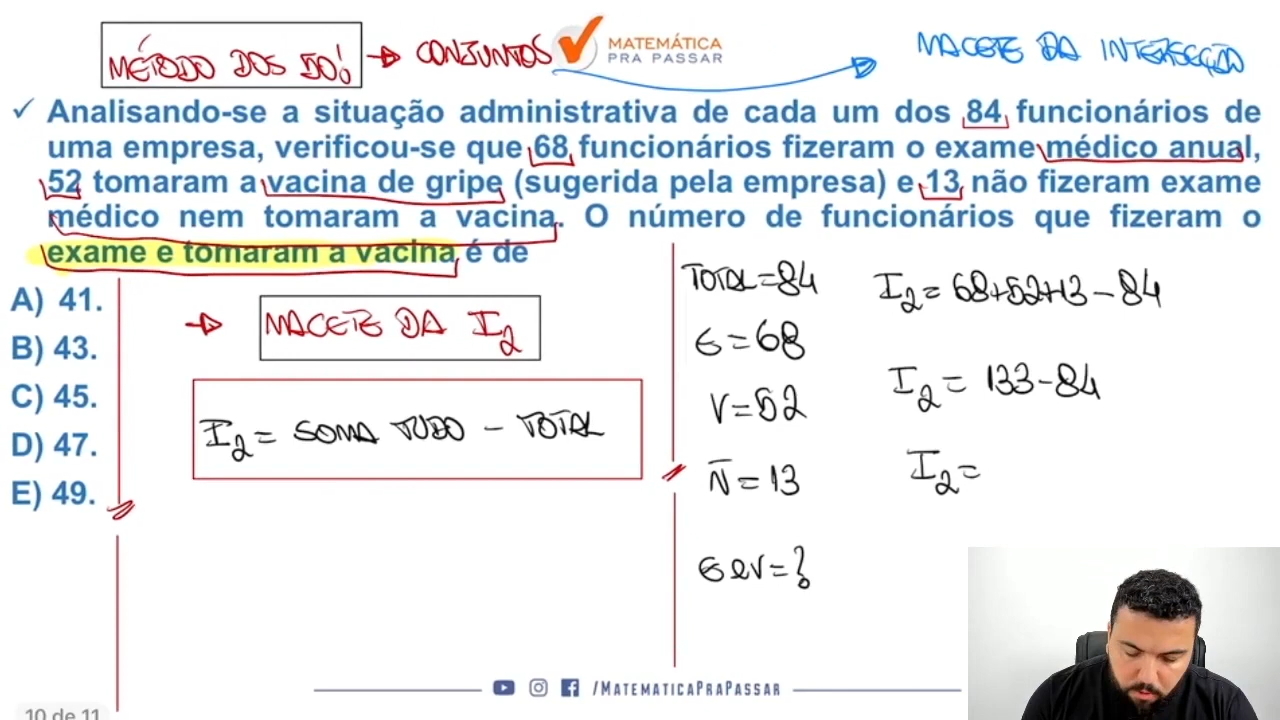 MÉTODO DOS 50! → CONJUNTOS
MATEMÁTICA
PRA PASSAR
MACETE DA INTERSECÇÃO
✓ Analisando-se a situação administrativa de cada um dos 84 funcionários de
uma empresa, verificou-se que 68 funcionários fizeram o exame médico anual,
52 tomaram a vacina de gripe (sugerida pela empresa) e 13 não fizeram exame
médico nem tomaram a vacina. O número de funcionários que fizeram o
exame e tomaram a vacina é de
A) 41.
B) 43.
C) 45.
D) 47.
E) 49.
→ MACETE DA I2
I2 = SOMA TUDO - TOTAL
TOTAL = 84
E = 68
V = 52
N̅ = 13
E e V = ?
I2 = 68+52+13 - 84
I2 = 133 - 84
I2 =
/MATEMATICAPRAPASSAR
10 de 11